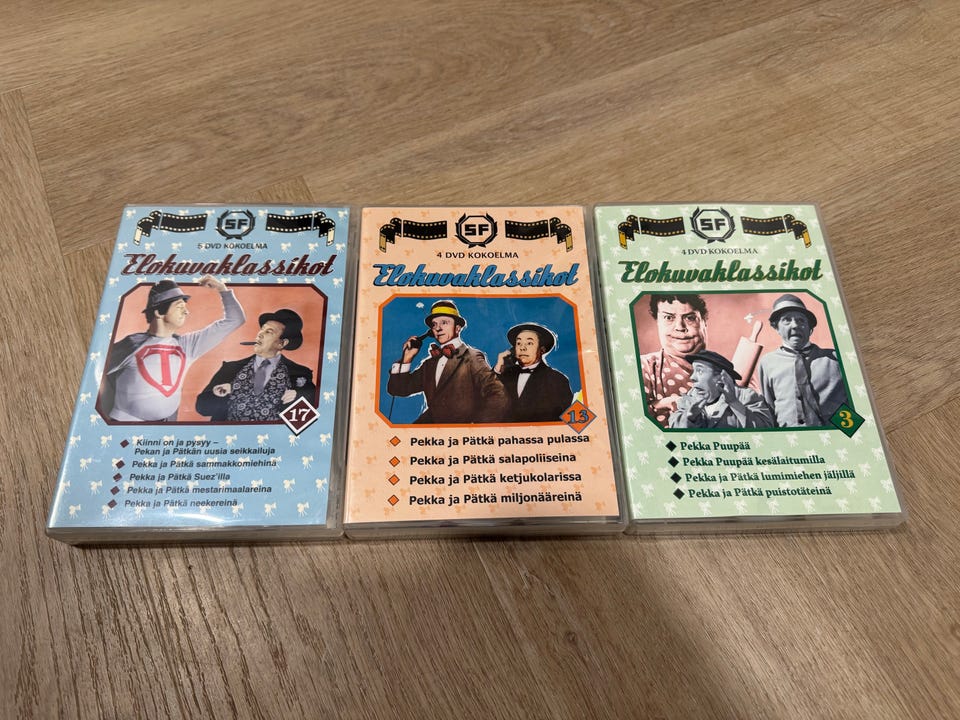 SF
5 DVD KOKOELMA
Elokuvaklassikot
T
17
Kiinni on ja pysyy –
Pekan ja Pätkän uusia seikkailuja
Pekka ja Pätkä sammakkomiehinä
Pekka ja Pätkä Suez'illa
Pekka ja Pätkä mestarimaalareina
Pekka ja Pätkä neekereinä
SF
4 DVD KOKOELMA
Elokuvaklassikot
13
Pekka ja Pätkä pahassa pulassa
Pekka ja Pätkä salapoliiseina
Pekka ja Pätkä ketjukolarissa
Pekka ja Pätkä miljonääreinä
SF
4 DVD KOKOELMA
Elokuvaklassikot
3
Pekka Puupää
Pekka Puupää kesälaitumilla
Pekka ja Pätkä lumimiehen jäljillä
Pekka ja Pätkä puistotäteinä